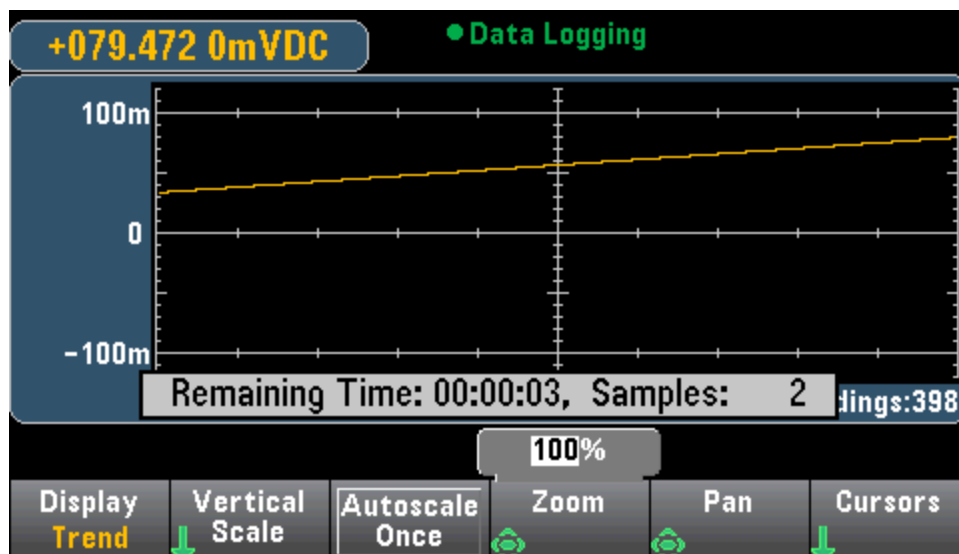 +079.472 0mVDC
Data Logging
100m
0
-100m
Remaining Time: 00:00:03, Samples: 2
dings:398
100%
Display
Trend
Vertical
Scale
Autoscale
Once
Zoom
Pan
Cursors